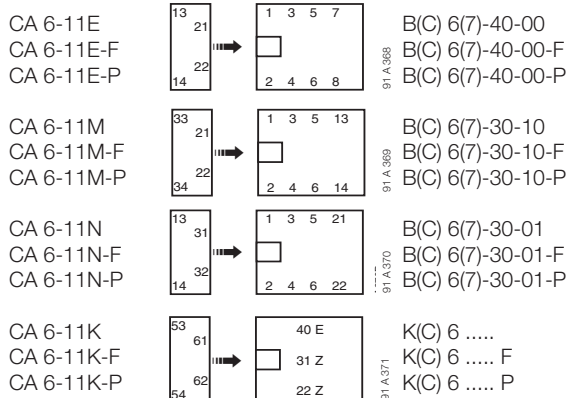 CA 6-11E
CA 6-11E-F
CA 6-11E-P
13
21
22
14
1 3 5 7
2 4 6 8
91 A 368
B(C) 6(7)-40-00
B(C) 6(7)-40-00-F
B(C) 6(7)-40-00-P
CA 6-11M
CA 6-11M-F
CA 6-11M-P
33
21
22
34
1 3 5 13
2 4 6 14
91 A 369
B(C) 6(7)-30-10
B(C) 6(7)-30-10-F
B(C) 6(7)-30-10-P
CA 6-11N
CA 6-11N-F
CA 6-11N-P
13
31
32
14
1 3 5 21
2 4 6 22
91 A 370
B(C) 6(7)-30-01
B(C) 6(7)-30-01-F
B(C) 6(7)-30-01-P
CA 6-11K
CA 6-11K-F
CA 6-11K-P
53
61
62
54
40 E
31 Z
22 Z
91 A 371
K(C) 6 .....
K(C) 6 ..... F
K(C) 6 ..... P